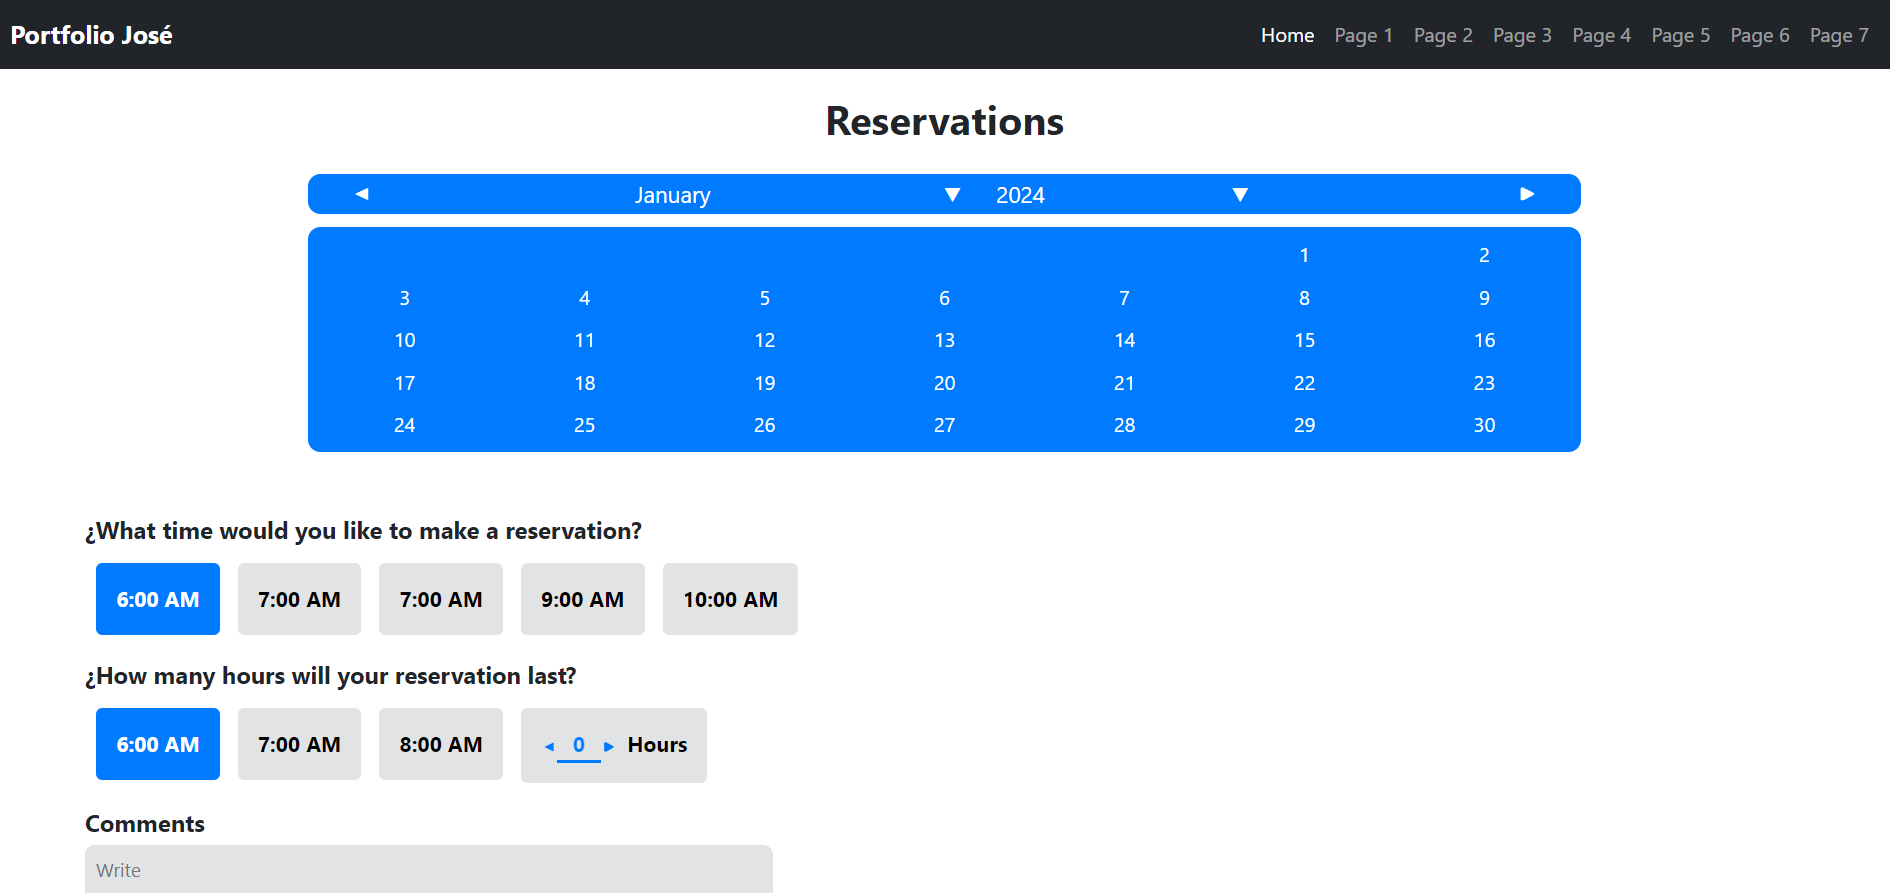 Portfolio José
Home Page 1 Page 2 Page 3 Page 4 Page 5 Page 6 Page 7
Reservations
January 2024
1 2
3 4 5 6 7 8 9
10 11 12 13 14 15 16
17 18 19 20 21 22 23
24 25 26 27 28 29 30
¿What time would you like to make a reservation?
6:00 AM 7:00 AM 7:00 AM 9:00 AM 10:00 AM
¿How many hours will your reservation last?
6:00 AM 7:00 AM 8:00 AM 0 Hours
Comments
Write